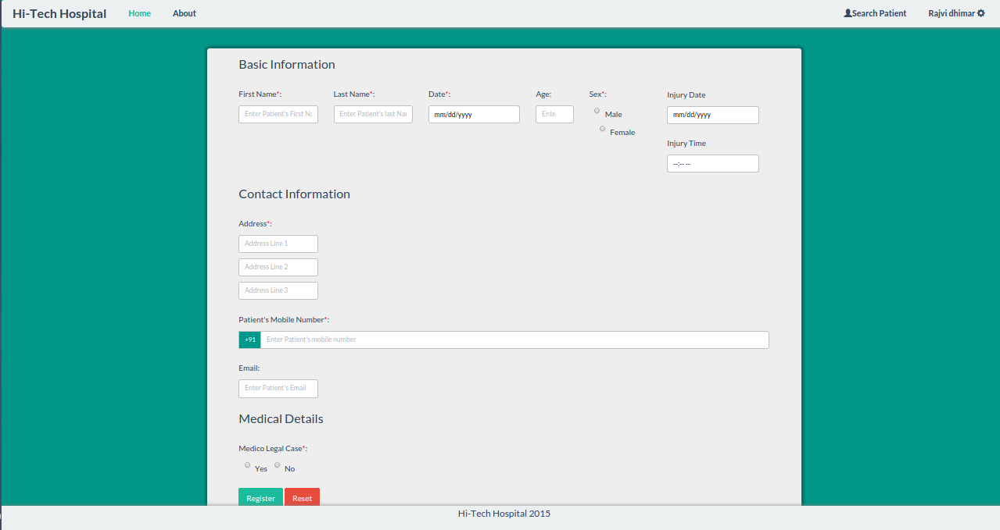 Hi-Tech Hospital Home About Search Patient Rajvi dhimar
Basic Information
First Name*: Last Name*: Date*: Age: Sex*: Injury Date
Enter Patient's First Na Enter Patient's last Nar mm/dd/yyyy Ente Male mm/dd/yyyy
Female
Injury Time
--:-- --
Contact Information
Address*:
Address Line 1
Address Line 2
Address Line 3
Patient's Mobile Number*:
+91 Enter Patient's mobile number
Email:
Enter Patient's Email
Medical Details
Medico Legal Case*:
Yes No
Register Reset
Hi-Tech Hospital 2015